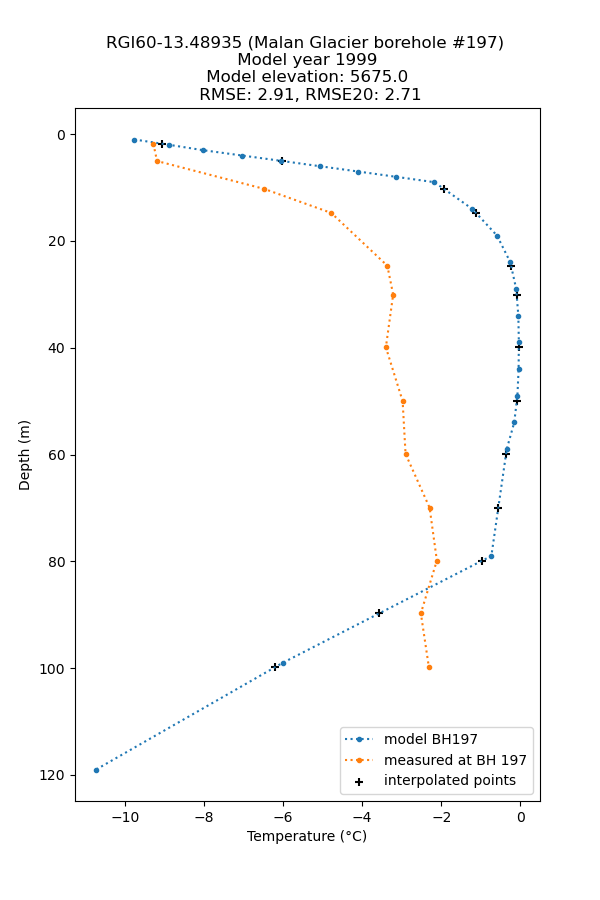 RGI60-13.48935 (Malan Glacier borehole #197)
Model year 1999
Model elevation: 5675.0
RMSE: 2.91, RMSE20: 2.71
0
20
40
60
80
100
120
Depth (m)
model BH197
measured at BH 197
interpolated points
−10
−8
−6
−4
−2
0
Temperature (°C)